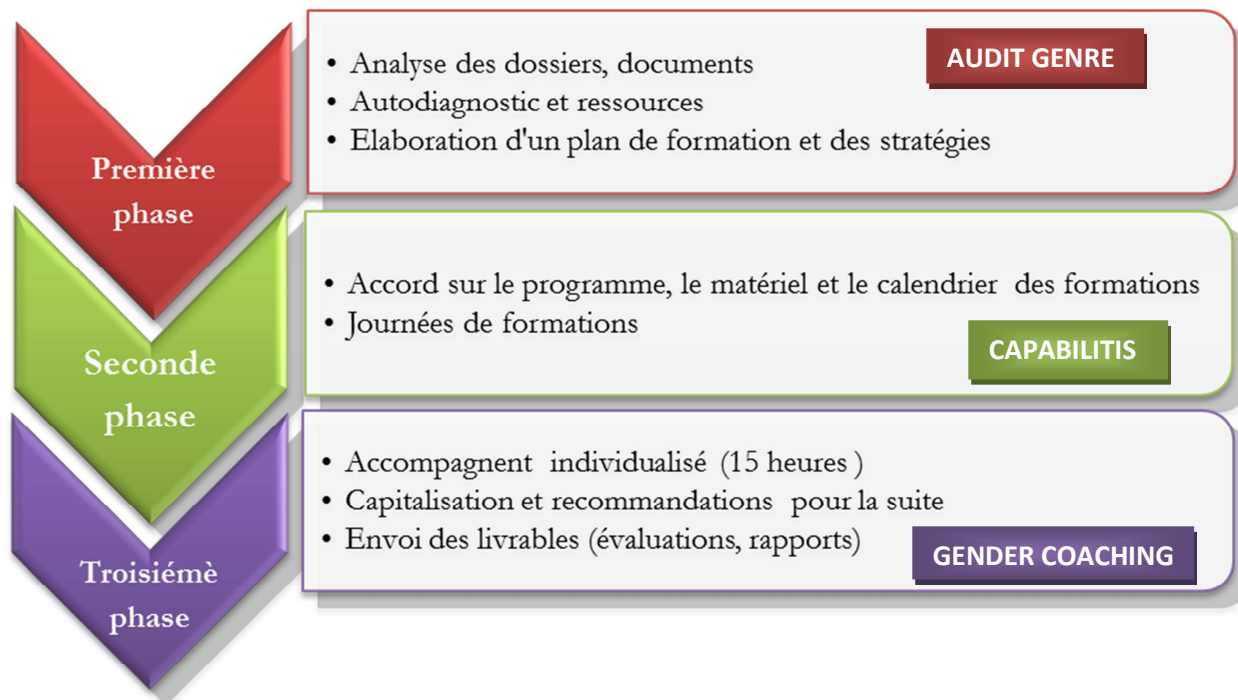 Première
phase
AUDIT GENRE
• Analyse des dossiers, documents
• Autodiagnostic et ressources
• Elaboration d'un plan de formation et des stratégies
Seconde
phase
• Accord sur le programme, le matériel et le calendrier des formations
• Journées de formations
CAPABILITIS
Troisiémè
phase
• Accompagnent individualisé (15 heures )
• Capitalisation et recommandations pour la suite
• Envoi des livrables (évaluations, rapports)
GENDER COACHING